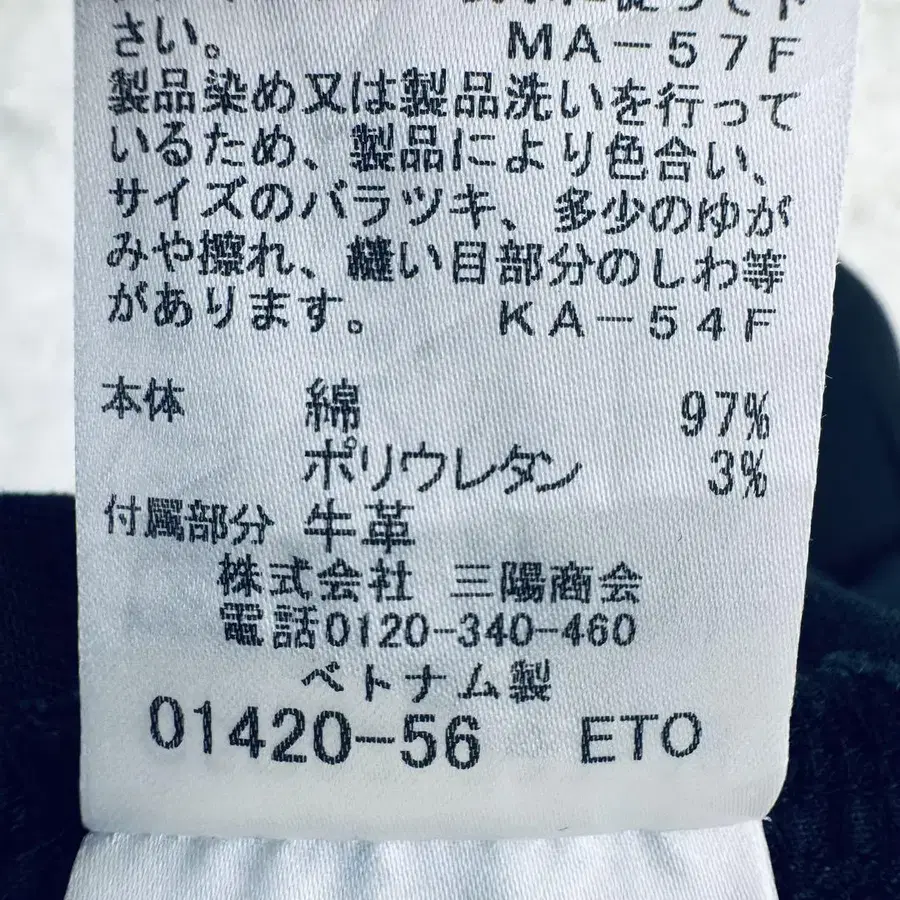 さい。 MA-57F
製品染め又は製品洗いを行って
いるため、製品により色合い、
サイズのバラツキ、多少のゆが
みや擦れ、縫い目部分のしわ等
があります。 KA-54F
本体 綿 97%
ポリウレタン 3%
付属部分 牛革
株式会社 三陽商会
電話0120-340-460
ベトナム製
01420-56 ETO